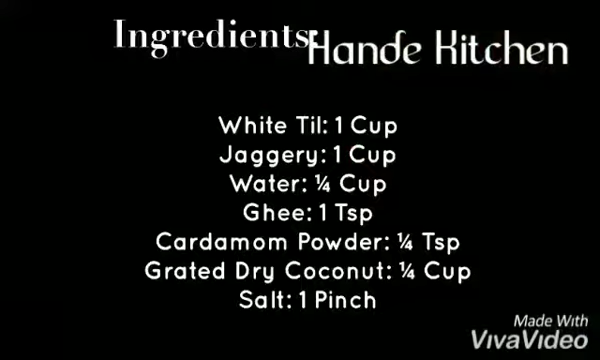 Ingredients:
Hande Kitchen
White Til: 1 Cup
Jaggery: 1 Cup
Water: ¼ Cup
Ghee: 1 Tsp
Cardamom Powder: ¼ Tsp
Grated Dry Coconut: ¼ Cup
Salt: 1 Pinch
Made With
VivaVideo